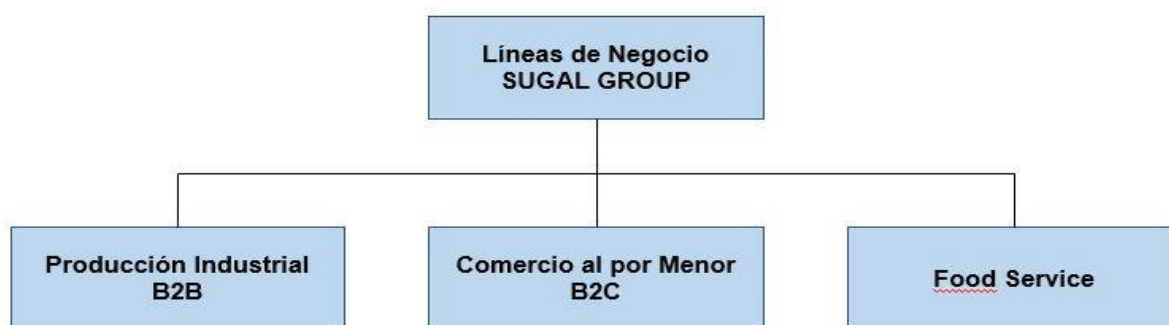 Líneas de Negocio
SUGAL GROUP
Producción Industrial
B2B
Comercio al por Menor
B2C
Food Service